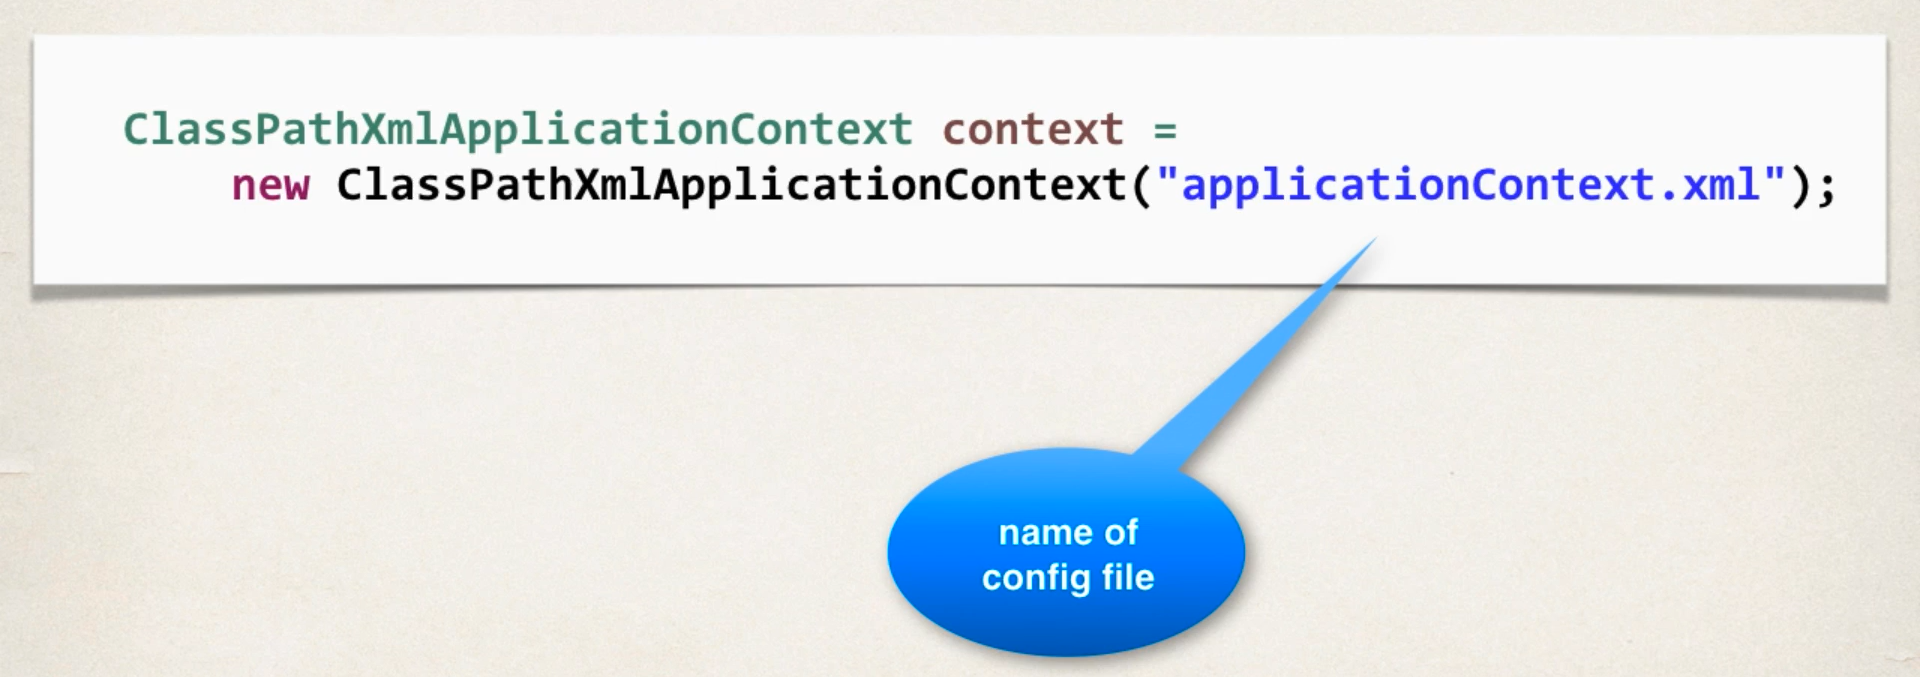 ClassPathXmlApplicationContext context =
new ClassPathXmlApplicationContext("applicationContext.xml");
name of
config file